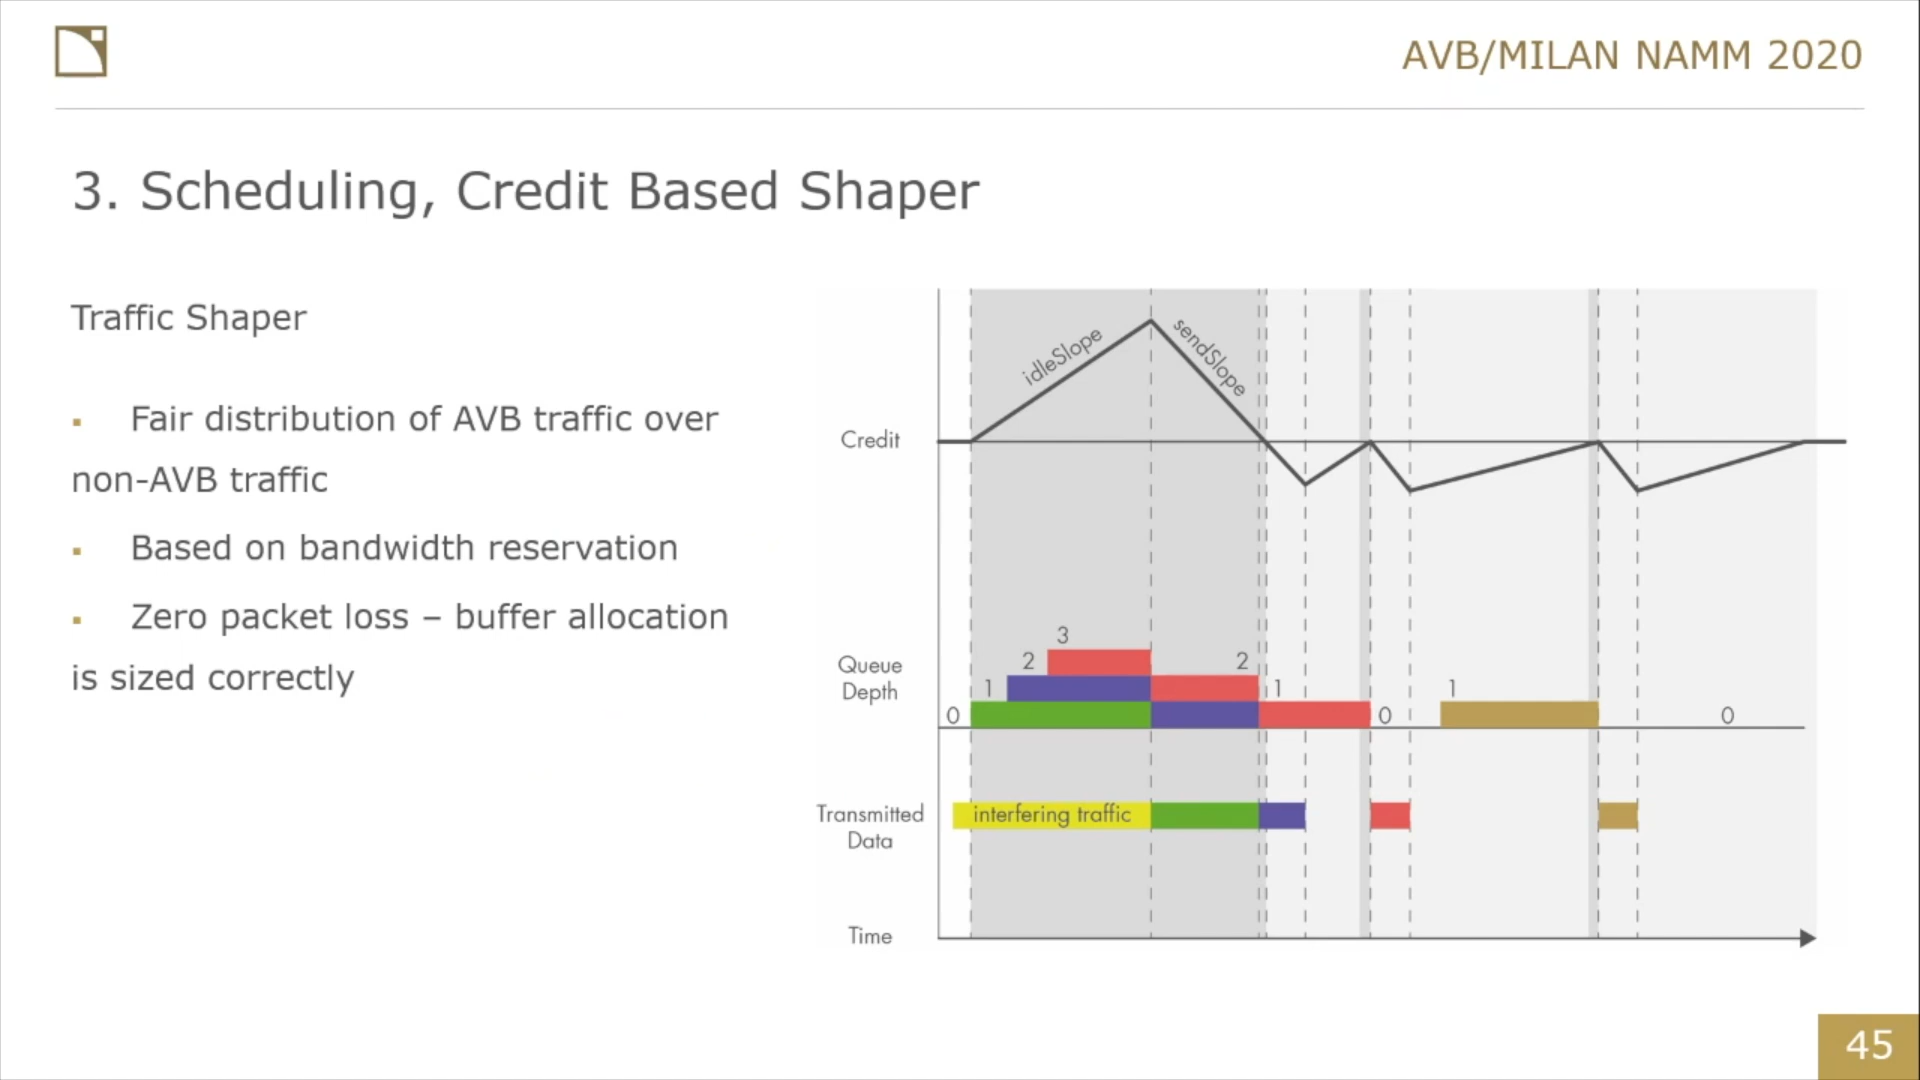 AVB/MILAN NAMM 2020
3. Scheduling, Credit Based Shaper
Traffic Shaper
▪ Fair distribution of AVB traffic over
non-AVB traffic
▪ Based on bandwidth reservation
▪ Zero packet loss – buffer allocation
is sized correctly
idleSlope
sendSlope
Credit
3
2
2
1
1
1
0
0
0
Queue
Depth
interfering traffic
Transmitted
Data
Time
45